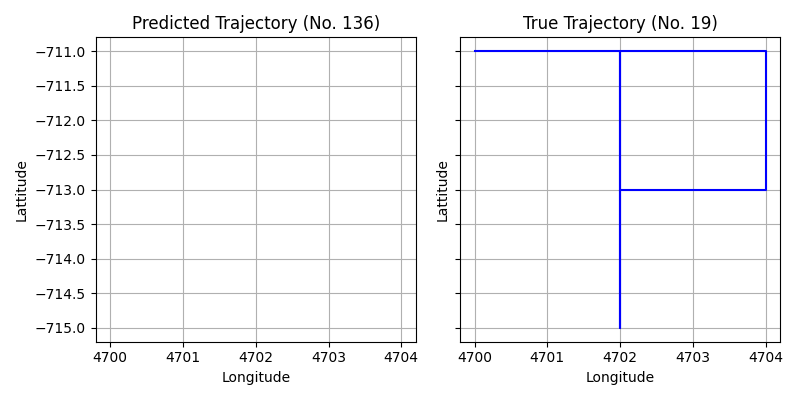 Predicted Trajectory (No. 136)
True Trajectory (No. 19)
−711.0
−711.5
−712.0
−712.5
−713.0
−713.5
−714.0
−714.5
−715.0
Lattitude
Lattitude
4700 4701 4702 4703 4704
4700 4701 4702 4703 4704
Longitude
Longitude